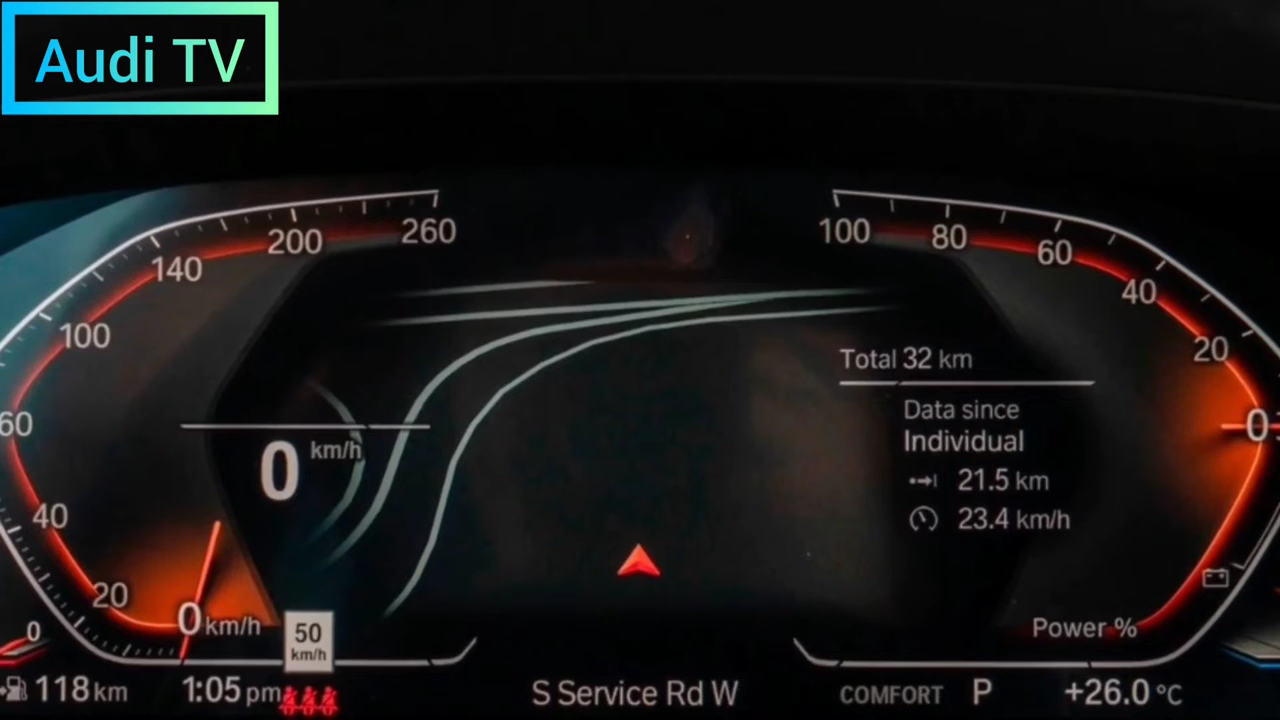 Audi TV
260
200
140
100
60
40
20
0 km/h
0
0 km/h
50
km/h
100
80
60
40
20
0
Total 32 km
Data since
Individual
21.5 km
23.4 km/h
Power %
118 km
1:05 pm
S Service Rd W
COMFORT P
+26.0 °C